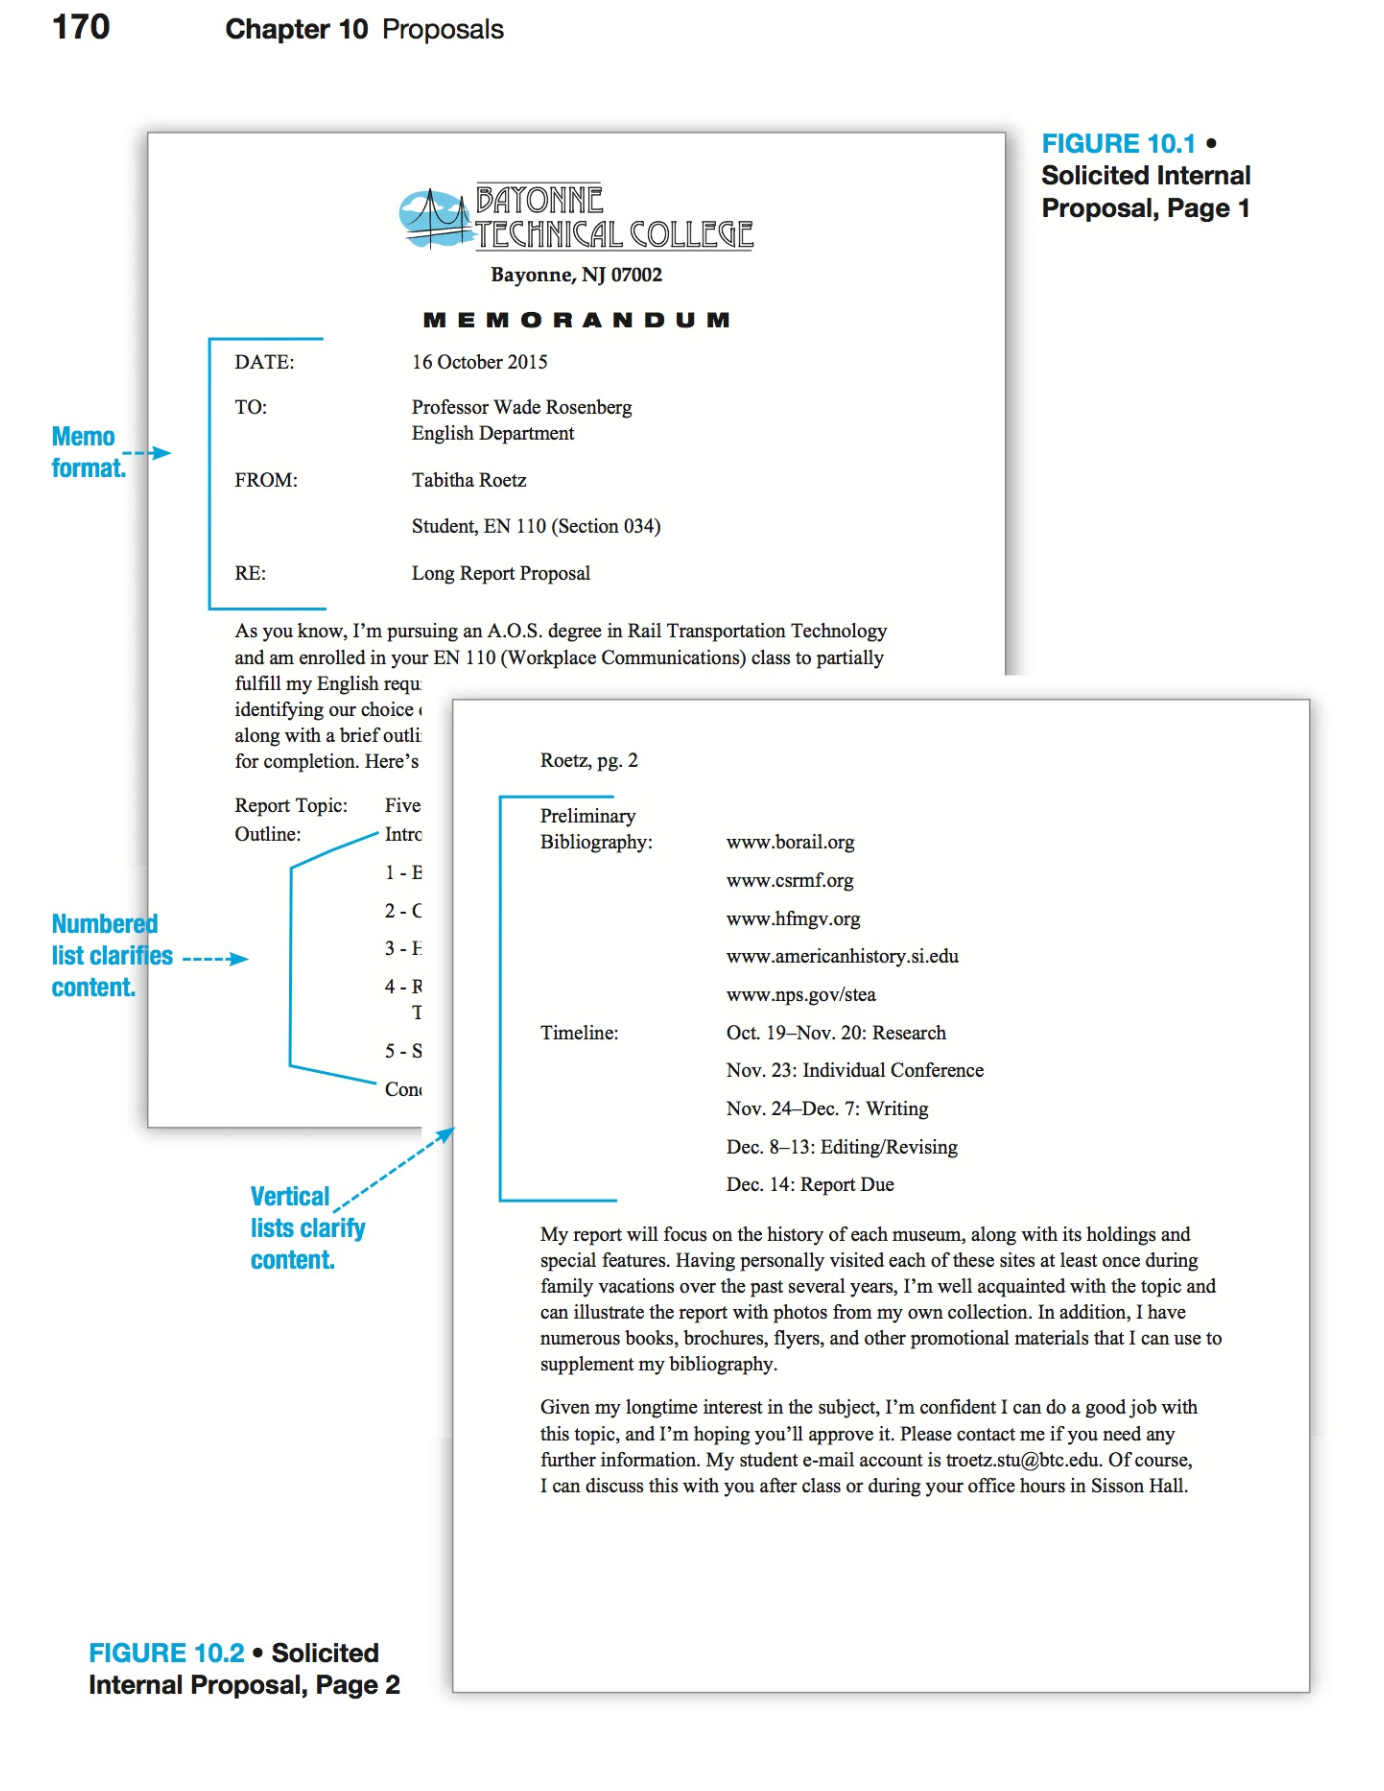 170 Chapter 10 Proposals
FIGURE 10.1 •
Solicited Internal
Proposal, Page 1
BAYONNE
TECHNICAL COLLEGE
Bayonne, NJ 07002
MEMORANDUM
DATE: 16 October 2015
TO: Professor Wade Rosenberg
English Department
FROM: Tabitha Roetz
Student, EN 110 (Section 034)
RE: Long Report Proposal
Memo
format.
As you know, I'm pursuing an A.O.S. degree in Rail Transportation Technology
and am enrolled in your EN 110 (Workplace Communications) class to partially
fulfill my English
identifying our choice
along with a brief
for completion. Here's
Report Topic: Five
Outline:
1 -
2 -
3 -
4 -
5 -
Numbered
list clarifies
content.
Vertical
lists clarify
content.
Roetz, pg. 2
Preliminary
Bibliography: www.borail.org
www.csrmf.org
www.hfmgv.org
www.americanhistory.si.edu
www.nps.gov/stea
Timeline: Oct. 19–Nov. 20: Research
Nov. 23: Individual Conference
Nov. 24–Dec. 7: Writing
Dec. 8–13: Editing/Revising
Dec. 14: Report Due
My report will focus on the history of each museum, along with its holdings and
special features. Having personally visited each of these sites at least once during
family vacations over the past several years, I'm well acquainted with the topic and
can illustrate the report with photos from my own collection. In addition, I have
numerous books, brochures, flyers, and other promotional materials that I can use to
supplement my bibliography.
Given my longtime interest in the subject, I'm confident I can do a good job with
this topic, and I'm hoping you'll approve it. Please contact me if you need any
further information. My student e-mail account is troetz.stu@btc.edu. Of course,
I can discuss this with you after class or during your office hours in Sisson Hall.
FIGURE 10.2 • Solicited
Internal Proposal, Page 2